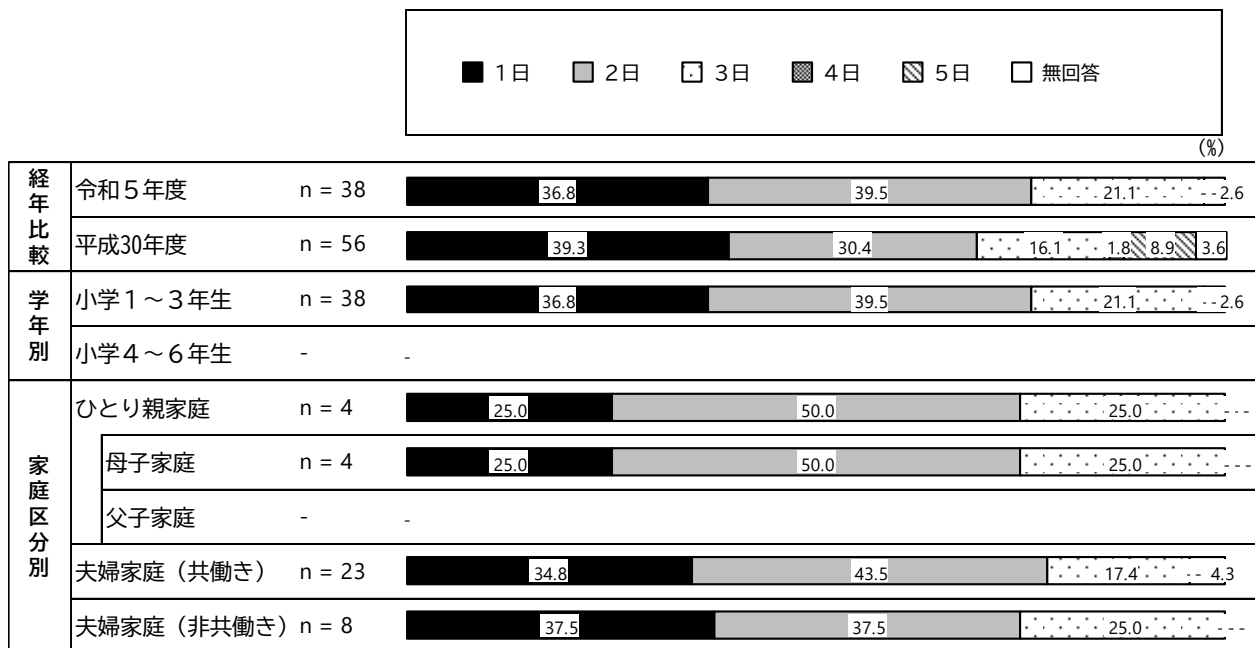 １日 ２日 ３日 ４日 ５日 無回答
(%)
経年比較
令和５年度 n = 38 36.8 39.5 21.1 - - 2.6
平成30年度 n = 56 39.3 30.4 16.1 1.8 8.9 3.6
学年別
小学１～３年生 n = 38 36.8 39.5 21.1 - - 2.6
小学４～６年生 - -
家庭区分別
ひとり親家庭 n = 4 25.0 50.0 25.0 - - -
母子家庭 n = 4 25.0 50.0 25.0 - - -
父子家庭 - -
夫婦家庭（共働き） n = 23 34.8 43.5 17.4 - - 4.3
夫婦家庭（非共働き） n = 8 37.5 37.5 25.0 - - -